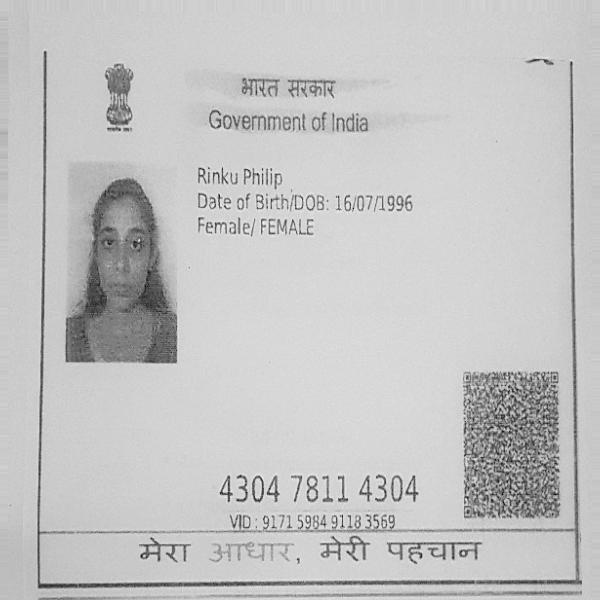 भारत सरकार
Government of India
Rinku Philip
Date of Birth/DOB: 16/07/1996
Female/ FEMALE
4304 7811 4304
VID : 9171 5984 9118 3569
मेरा आधार, मेरी पहचान